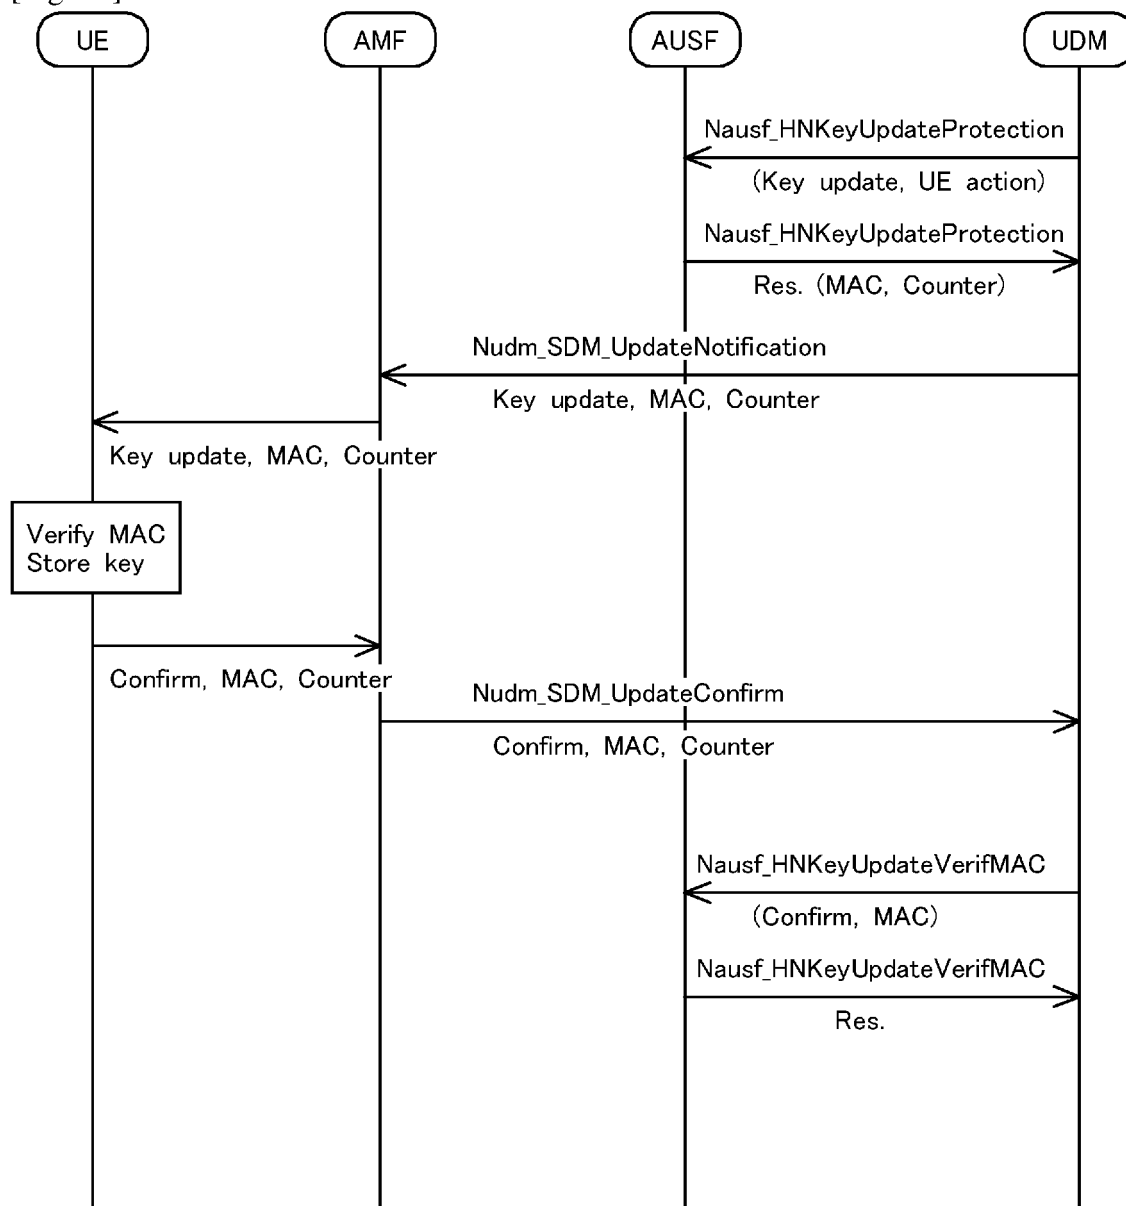 UE
AMF
AUSF
UDM
Nausf_HNKeyUpdateProtection
(Key update, UE action)
Nausf_HNKeyUpdateProtection
Res. (MAC, Counter)
Nudm_SDM_UpdateNotification
Key update, MAC, Counter
Key update, MAC, Counter
Verify MAC
Store key
Confirm, MAC, Counter
Nudm_SDM_UpdateConfirm
Confirm, MAC, Counter
Nausf_HNKeyUpdateVerifMAC
(Confirm, MAC)
Nausf_HNKeyUpdateVerifMAC
Res.